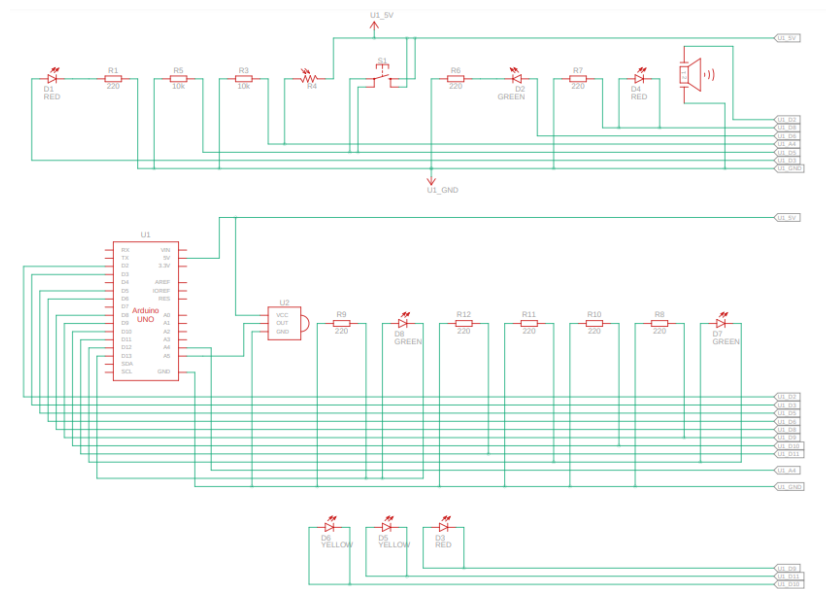 U1_5V
U1_5V
D1
RED
R1
220
R5
10k
R3
10k
R4
S1
R6
220
D2
GREEN
R7
220
D4
RED
U1_D2
U1_D8
U1_D6
U1_A4
U1_D5
U1_D3
U1_GND
U1_GND
U1_5V
U1
RX
TX
D2
D3
D4
D5
D6
D7
D8
D9
D10
D11
D12
D13
SDA
SCL
Arduino
UNO
VIN
5V
3.3V
AREF
IOREF
RES
A0
A1
A2
A3
A4
A5
GND
U2
VCC
OUT
GND
R9
220
D8
GREEN
R12
220
R11
220
R10
220
R8
220
D7
GREEN
U1_D2
U1_D3
U1_D5
U1_D6
U1_D8
U1_D9
U1_D10
U1_D11
U1_A4
U1_GND
D6
YELLOW
D5
YELLOW
D3
RED
U1_D9
U1_D11
U1_D10